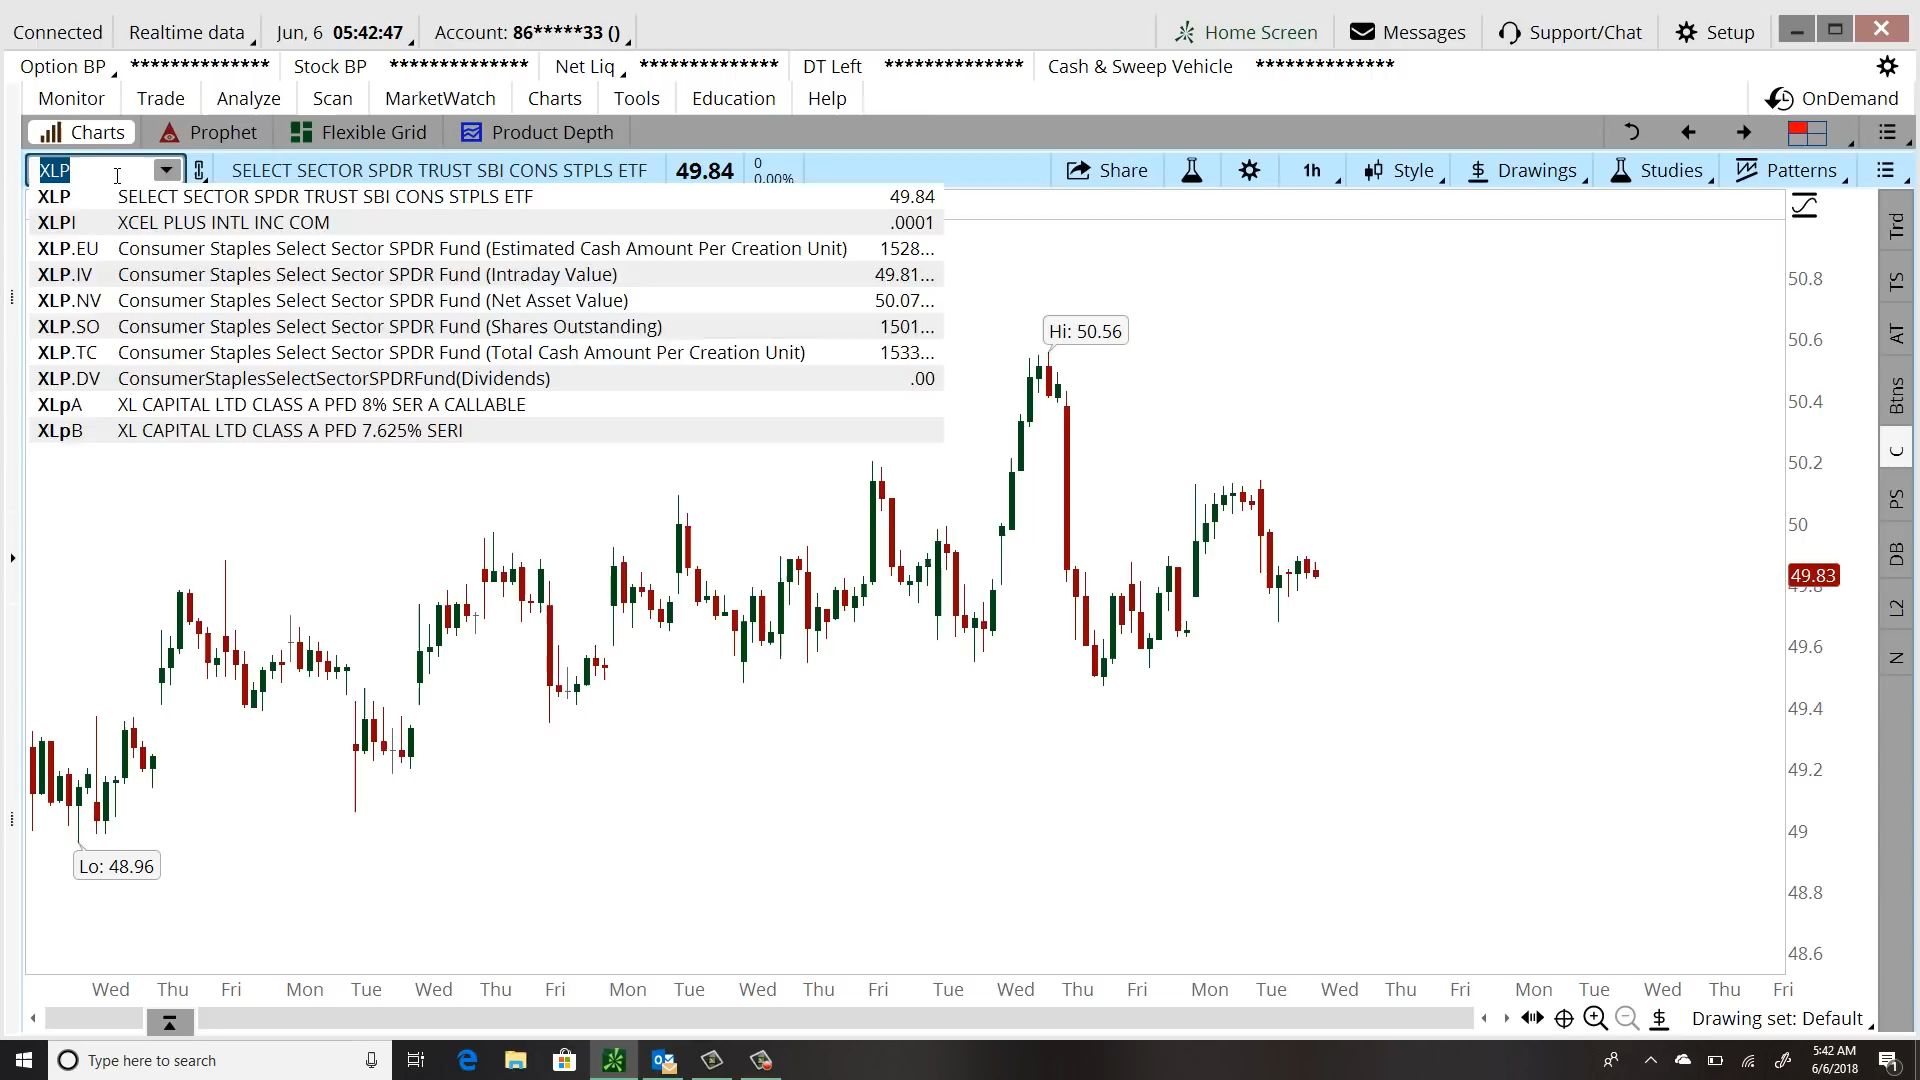 Connected Realtime data Jun, 6 05:42:47 Account: 86*****33 () Home Screen Messages Support/Chat Setup
Option BP ************** Stock BP ************** Net Liq ************** DT Left ************** Cash & Sweep Vehicle **************
Monitor Trade Analyze Scan MarketWatch Charts Tools Education Help OnDemand
Charts Prophet Flexible Grid Product Depth
XLP SELECT SECTOR SPDR TRUST SBI CONS STPLS ETF 49.84 0 Share 1h Style Drawings Studies Patterns
0.00%
XLP SELECT SECTOR SPDR TRUST SBI CONS STPLS ETF 49.84
XLPI XCEL PLUS INTL INC COM .0001
XLP.EU Consumer Staples Select Sector SPDR Fund (Estimated Cash Amount Per Creation Unit) 1528...
XLP.IV Consumer Staples Select Sector SPDR Fund (Intraday Value) 49.81...
XLP.NV Consumer Staples Select Sector SPDR Fund (Net Asset Value) 50.07...
XLP.SO Consumer Staples Select Sector SPDR Fund (Shares Outstanding) 1501...
XLP.TC Consumer Staples Select Sector SPDR Fund (Total Cash Amount Per Creation Unit) 1533...
XLP.DV ConsumerStaplesSelectSectorSPDRFund(Dividends) .00
XLpA XL CAPITAL LTD CLASS A PFD 8% SER A CALLABLE
XLpB XL CAPITAL LTD CLASS A PFD 7.625% SERI
Hi: 50.56
Lo: 48.96
50.8
50.6
50.4
50.2
50
49.83
49.8
49.6
49.4
49.2
49
48.8
48.6
Trd
TS
AT
Btns
C
PS
DB
L2
N
Wed Thu Fri Mon Tue Wed Thu Fri Mon Tue Wed Thu Fri Tue Wed Thu Fri Mon Tue Wed Thu Fri Mon Tue Wed Thu Fri
Drawing set: Default
Type here to search
5:42 AM
6/6/2018
1